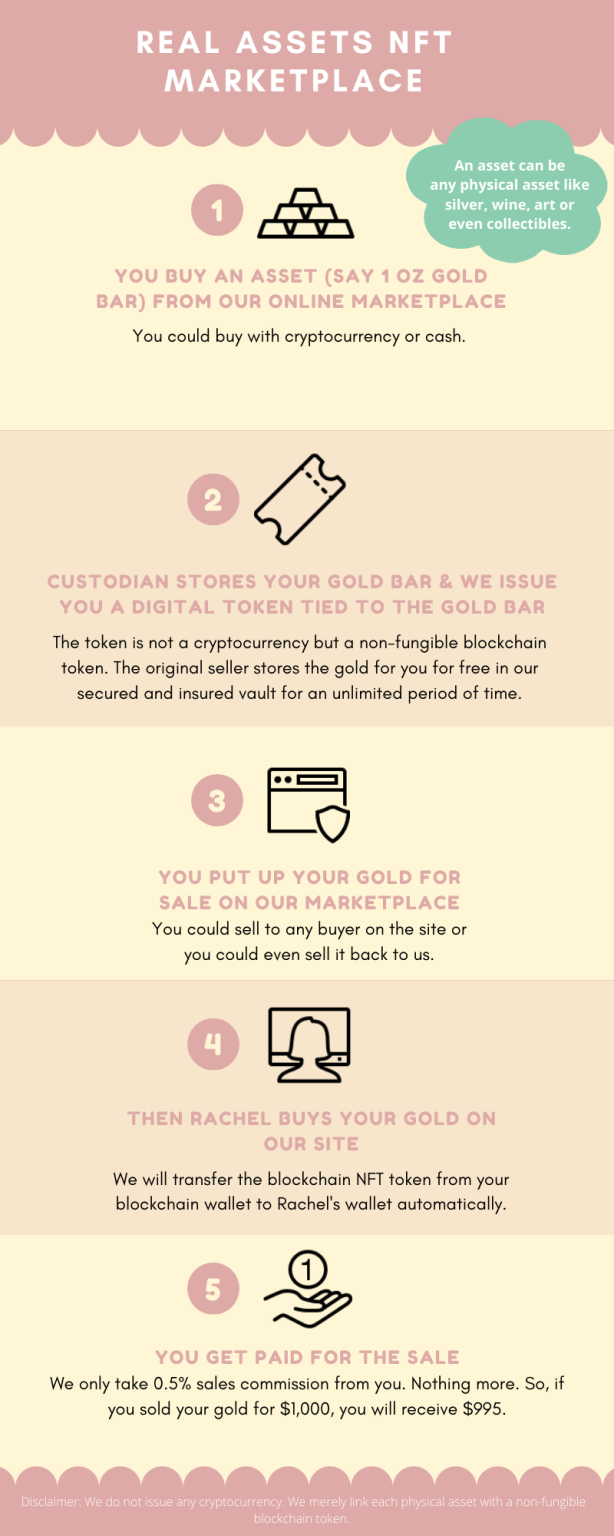 REAL ASSETS NFT
MARKETPLACE
An asset can be
any physical asset like
silver, wine, art or
even collectibles.
1
YOU BUY AN ASSET (SAY 1 OZ GOLD
BAR) FROM OUR ONLINE MARKETPLACE
You could buy with cryptocurrency or cash.
2
CUSTODIAN STORES YOUR GOLD BAR & WE ISSUE
YOU A DIGITAL TOKEN TIED TO THE GOLD BAR
The token is not a cryptocurrency but a non-fungible blockchain
token. The original seller stores the gold for you for free in our
secured and insured vault for an unlimited period of time.
3
YOU PUT UP YOUR GOLD FOR
SALE ON OUR MARKETPLACE
You could sell to any buyer on the site or
you could even sell it back to us.
4
THEN RACHEL BUYS YOUR GOLD ON
OUR SITE
We will transfer the blockchain NFT token from your
blockchain wallet to Rachel's wallet automatically.
5
1
YOU GET PAID FOR THE SALE
We only take 0.5% sales commission from you. Nothing more. So, if
you sold your gold for $1,000, you will receive $995.
Disclaimer: We do not issue any cryptocurrency. We merely link each physical asset with a non-fungible
blockchain token.